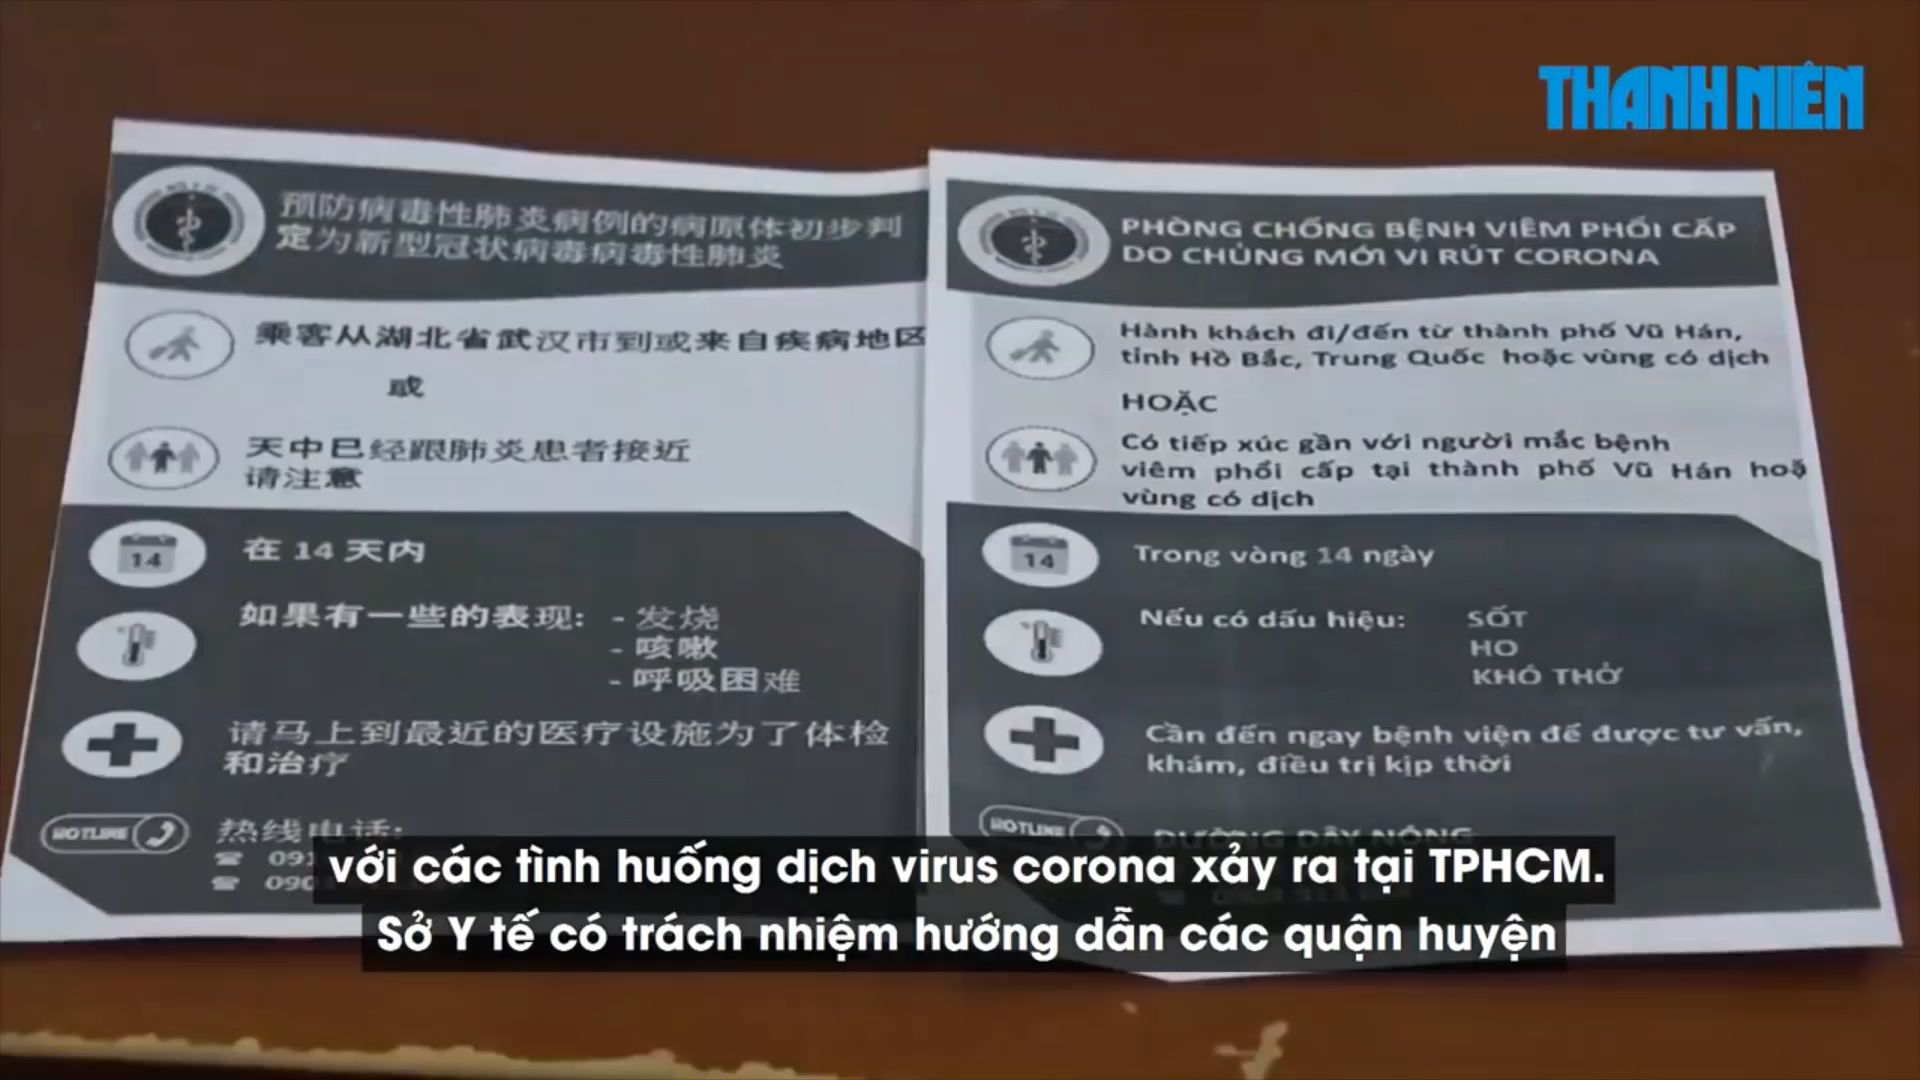 THANH NIÊN
预防病毒性肺炎病例的病原体初步判
定为新型冠状病毒病毒性肺炎
乘客从湖北省武汉市到或来自疾病地区
或
天中已经跟肺炎患者接近
请注意
14
在 14 天内
如果有一些的表现: - 发烧
- 咳嗽
- 呼吸困难
请马上到最近的医疗设施为了体检
和治疗
HOTLINE
热线电话:
PHÒNG CHỐNG BỆNH VIÊM PHỔI CẤP
DO CHỦNG MỚI VI RÚT CORONA
Hành khách đi/đến từ thành phố Vũ Hán,
tỉnh Hồ Bắc, Trung Quốc hoặc vùng có dịch
HOẶC
Có tiếp xúc gần với người mắc bệnh
viêm phổi cấp tại thành phố Vũ Hán hoặ
vùng có dịch
14
Trong vòng 14 ngày
Nếu có dấu hiệu: SỐT
HO
KHÓ THỞ
Cần đến ngay bệnh viện để được tư vấn,
khám, điều trị kịp thời
HOTLINE
ĐƯỜNG DÂY NÓNG
với các tình huống dịch virus corona xảy ra tại TPHCM.
Sở Y tế có trách nhiệm hướng dẫn các quận huyện